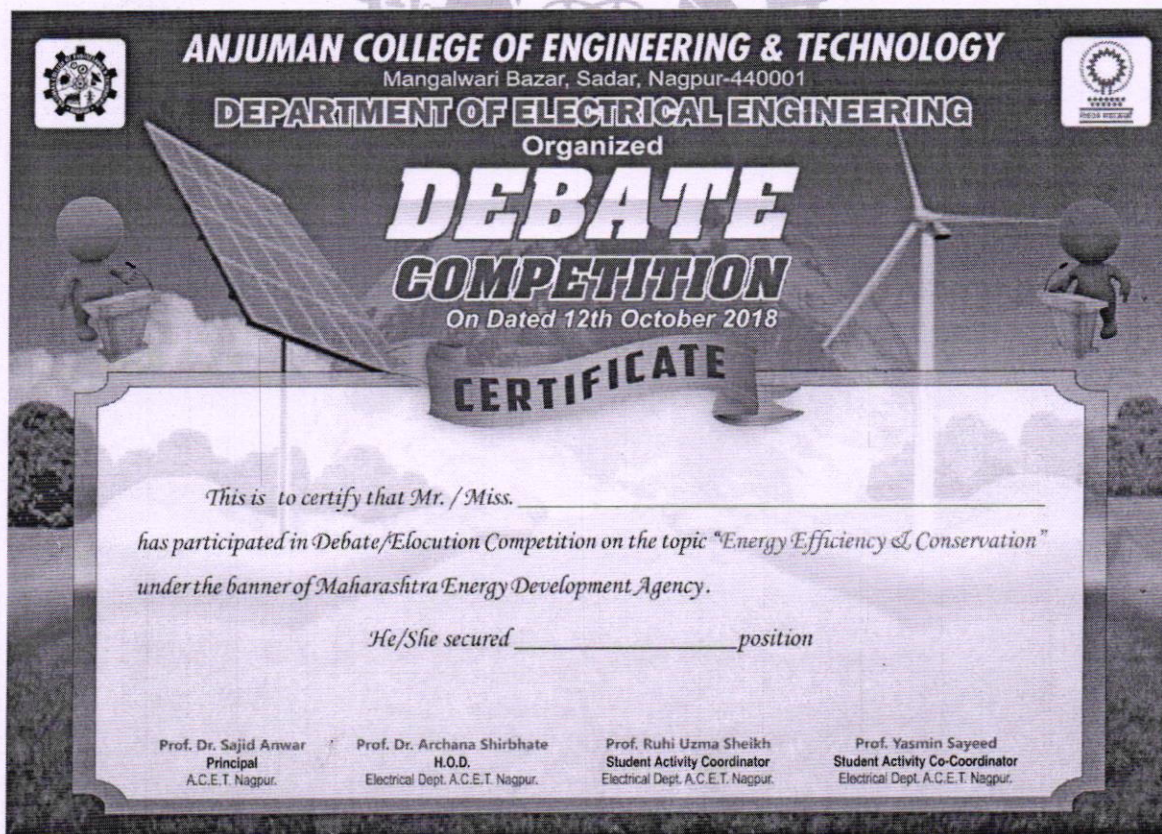 ANJUMAN COLLEGE OF ENGINEERING & TECHNOLOGY
Mangalwari Bazar, Sadar, Nagpur-440001
DEPARTMENT OF ELECTRICAL ENGINEERING
Organized
DEBATE
COMPETITION
On Dated 12th October 2018
CERTIFICATE
This is to certify that Mr. / Miss.
has participated in Debate/Elocution Competition on the topic "Energy Efficiency & Conservation"
under the banner of Maharashtra Energy Development Agency.
He/She secured position
Prof. Dr. Sajid Anwar
Principal
A.C.E.T. Nagpur.
Prof. Dr. Archana Shirbhate
H.O.D.
Electrical Dept. A.C.E.T. Nagpur.
Prof. Ruhi Uzma Sheikh
Student Activity Coordinator
Electrical Dept. A.C.E.T. Nagpur.
Prof. Yasmin Sayeed
Student Activity Co-Coordinator
Electrical Dept. A.C.E.T. Nagpur.